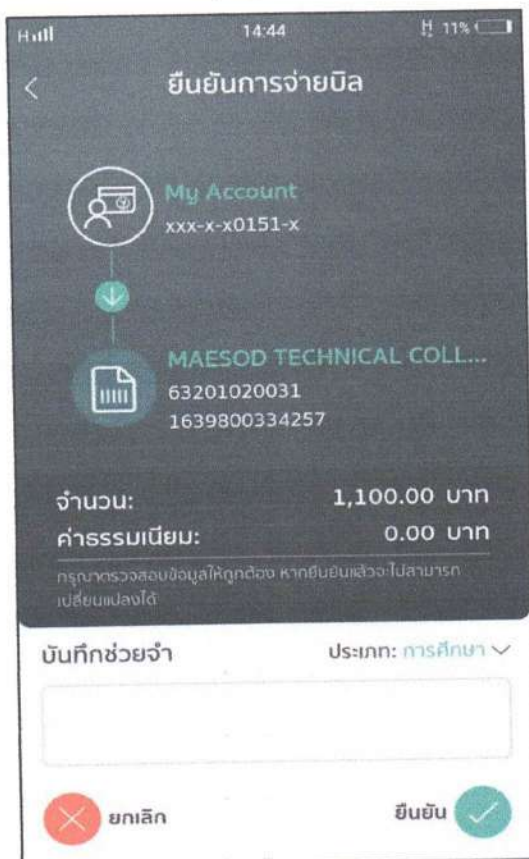 H 14:44 H 11%
ยืนยันการจ่ายบิล
My Account
xxx-x-x0151-x
MAESOD TECHNICAL COLL...
63201020031
1639800334257
จำนวน: 1,100.00 บาท
ค่าธรรมเนียม: 0.00 บาท
กรุณาตรวจสอบข้อมูลให้ถูกต้อง หากยืนยันแล้วจะไม่สามารถ
เปลี่ยนแปลงได้
บันทึกช่วยจำ ประเภท: การศึกษา
ยกเลิก ยืนยัน